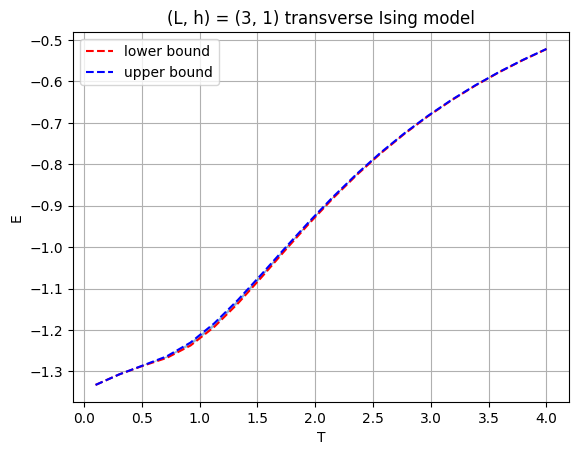 (L, h) = (3, 1) transverse Ising model
lower bound
upper bound
−0.5
−0.6
−0.7
−0.8
−0.9
−1.0
−1.1
−1.2
−1.3
E
0.0 0.5 1.0 1.5 2.0 2.5 3.0 3.5 4.0
T